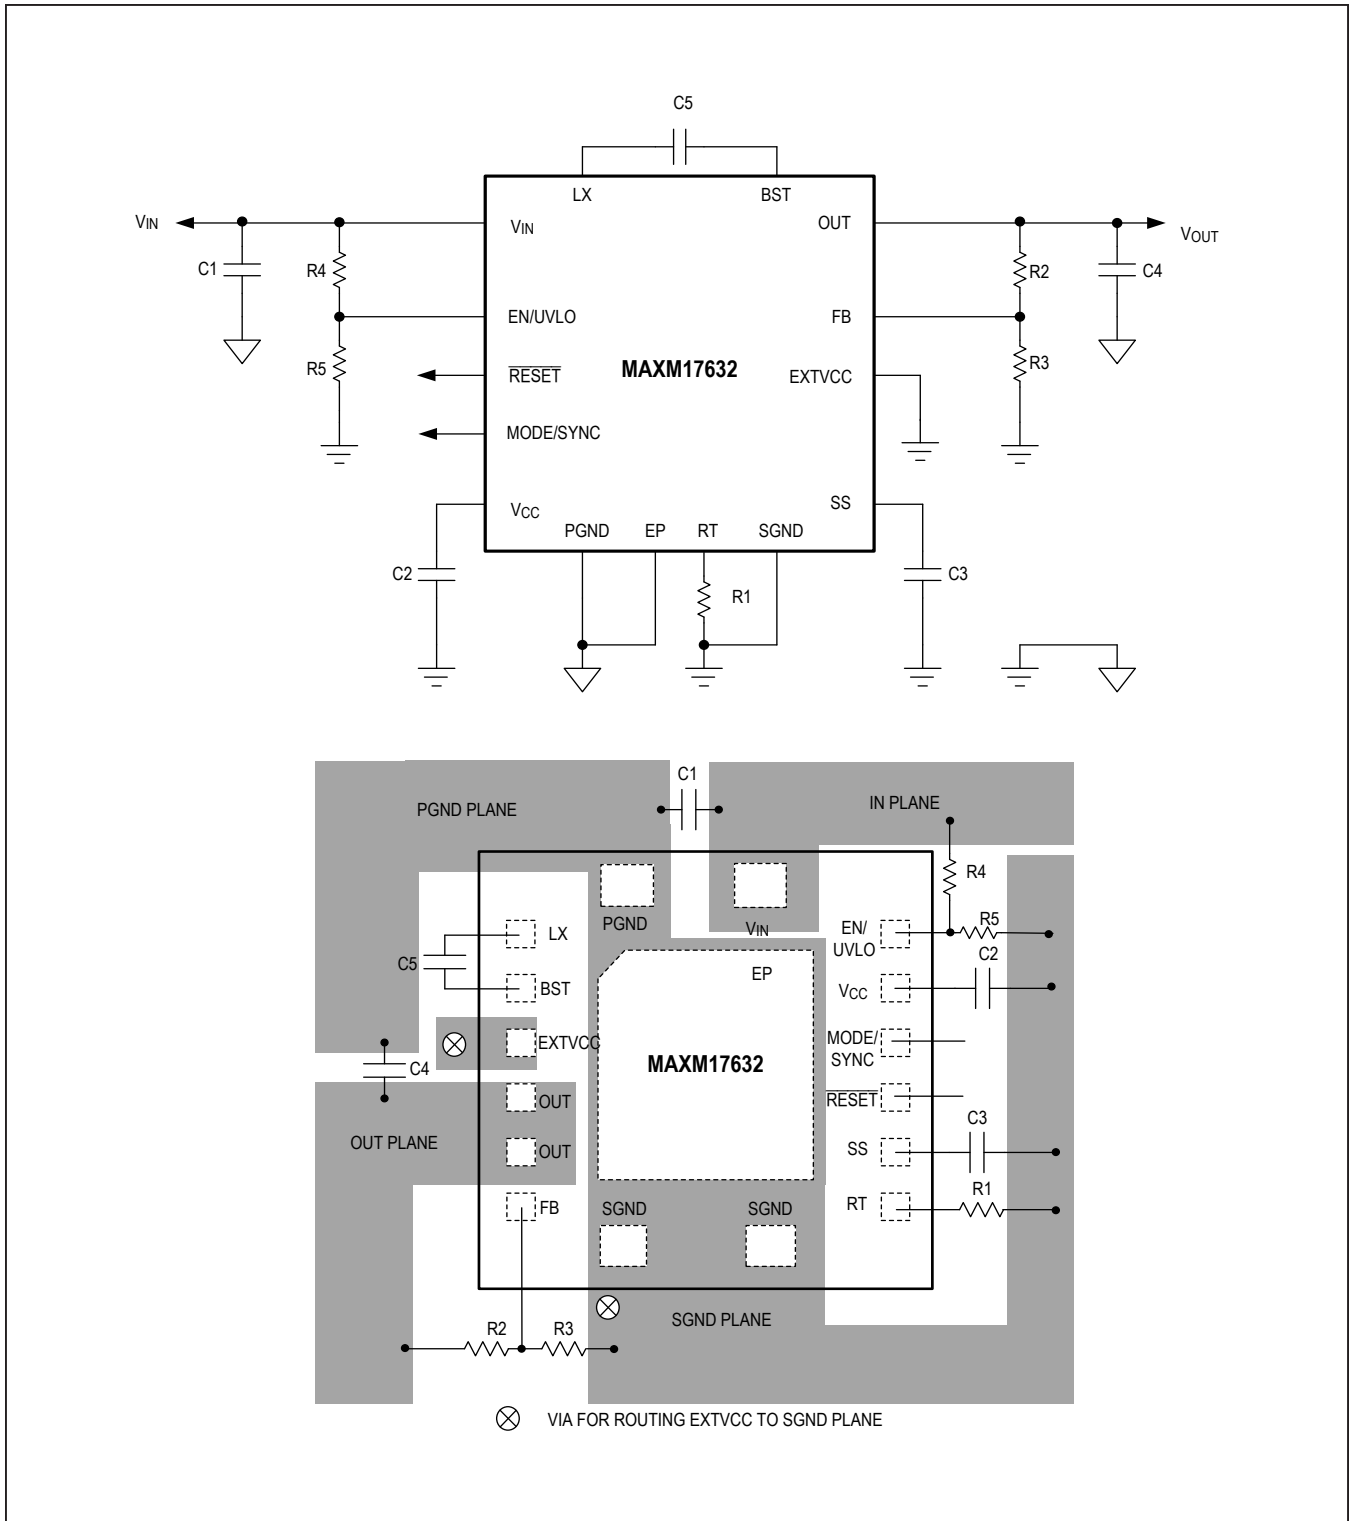 C5
LX BST
VIN VIN OUT VOUT
C1 R4 R2 C4
EN/UVLO FB
R5 RESET MAXM17632 EXTVCC R3
MODE/SYNC
VCC SS
PGND EP RT SGND
C2 R1 C3
C1
PGND PLANE IN PLANE
R4
PGND VIN EN/
UVLO R5
LX
C5 EP C2
BST VCC
EXTVCC MODE/
SYNC
C4 MAXM17632
OUT RESET
OUT PLANE OUT SS C3
FB SGND SGND RT R1
SGND PLANE
R2 R3
VIA FOR ROUTING EXTVCC TO SGND PLANE